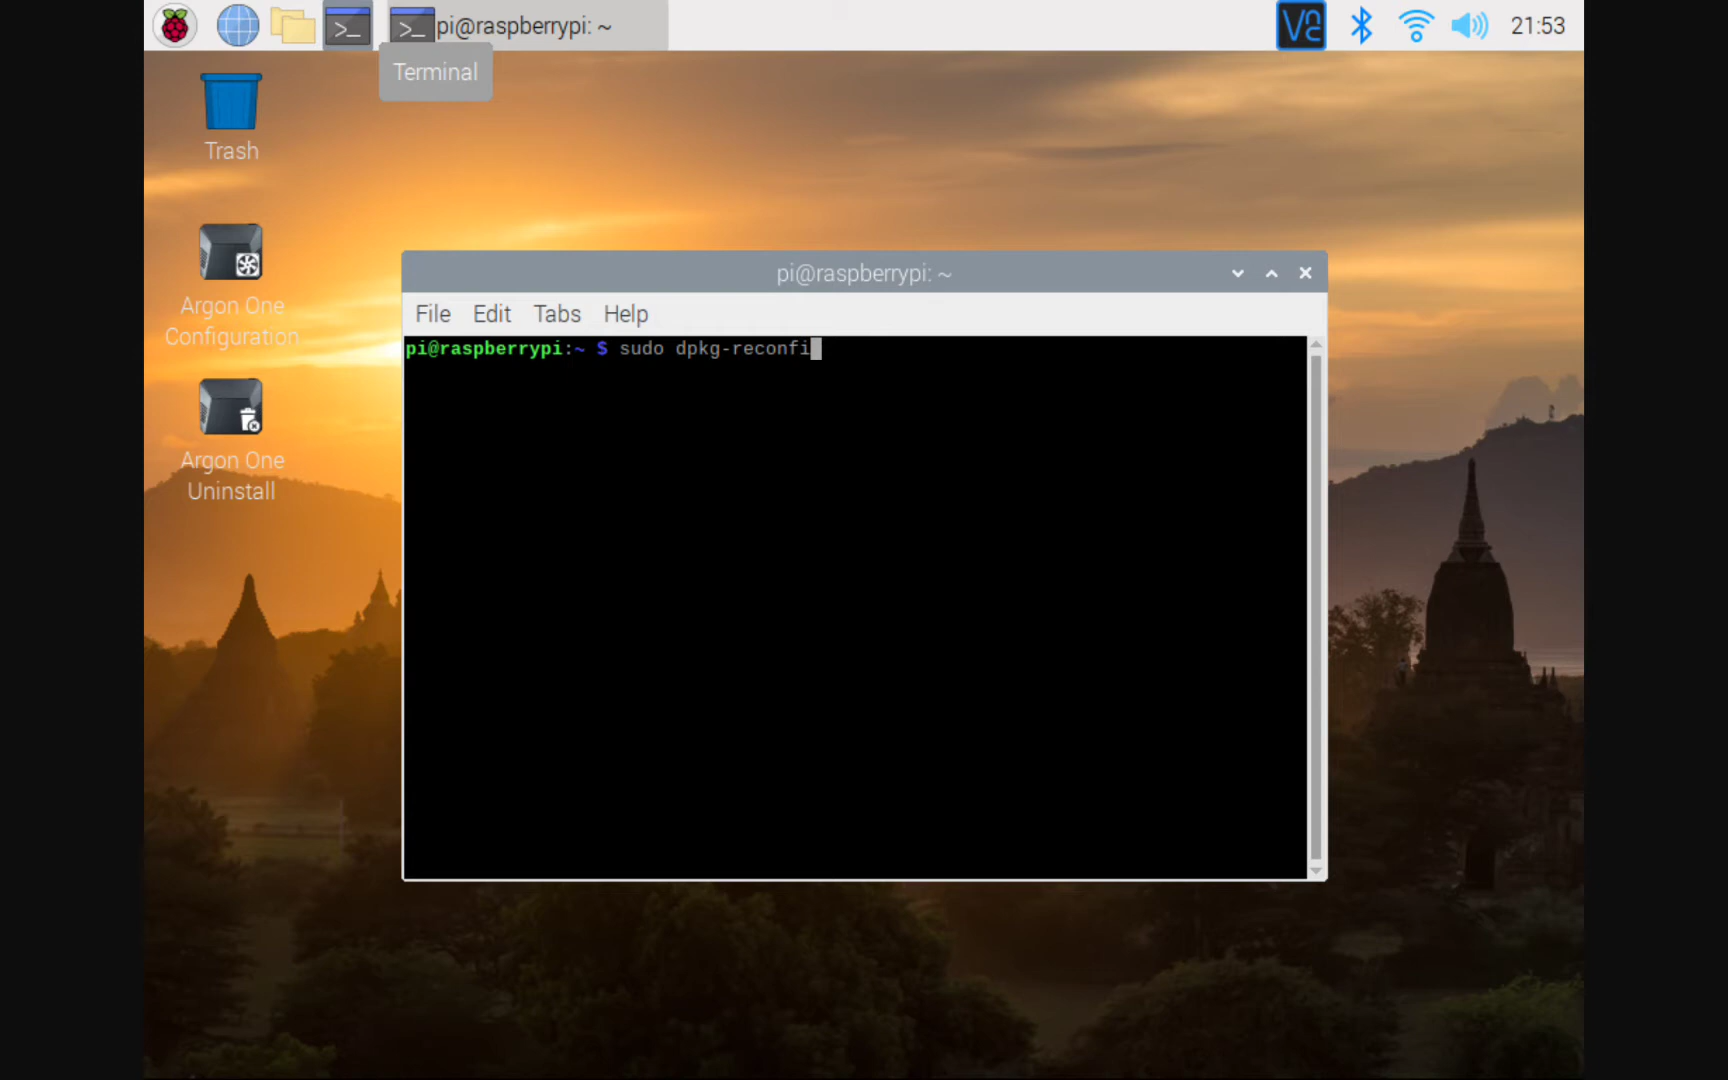 pi@raspberrypi: ~
21:53
Terminal
Trash
Argon One
Configuration
Argon One
Uninstall
pi@raspberrypi: ~
File Edit Tabs Help
pi@raspberrypi:~ $ sudo dpkg-reconfi